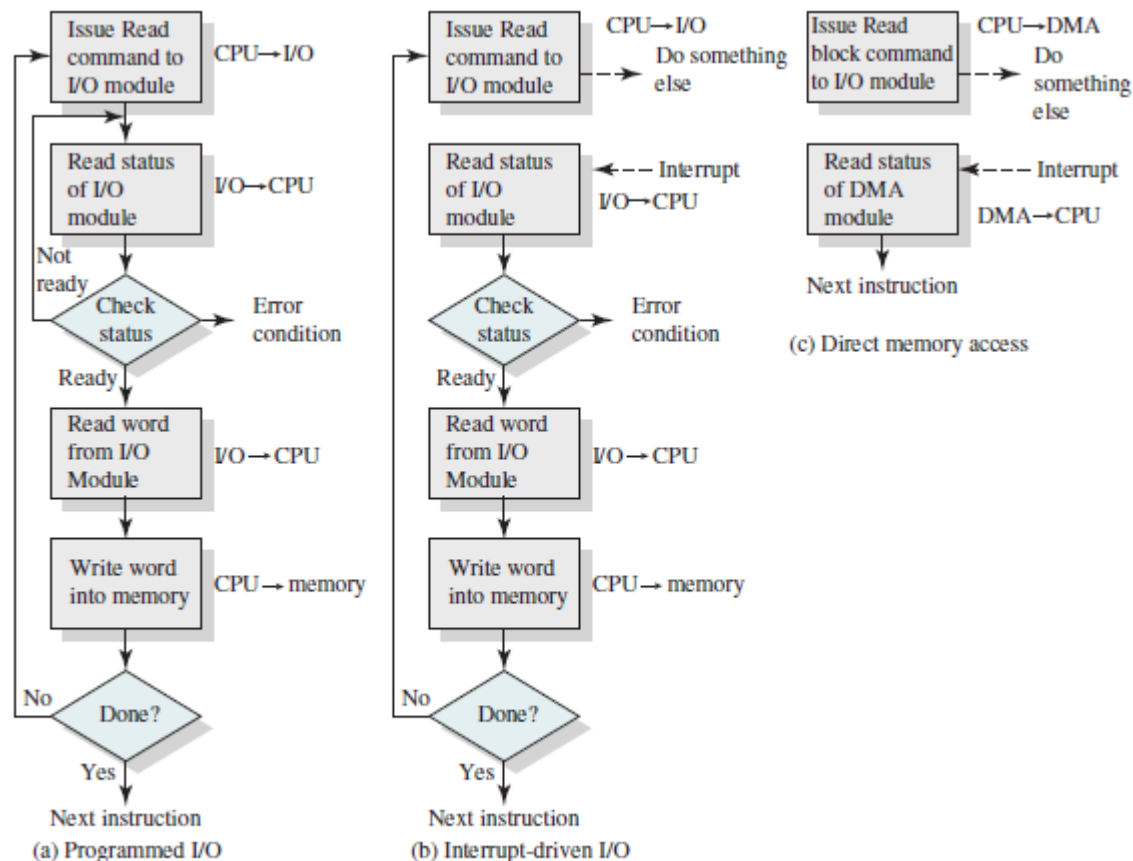 Issue Read
command to
I/O module
CPU→I/O
Read status
of I/O
module
I/O→CPU
Not
ready
Check
status
Error
condition
Ready
Read word
from I/O
Module
I/O→CPU
Write word
into memory
CPU→memory
No
Done?
Yes
Next instruction
(a) Programmed I/O
Issue Read
command to
I/O module
CPU→I/O
Do something
else
Read status
of I/O
module
Interrupt
I/O→CPU
Check
status
Error
condition
Ready
Read word
from I/O
Module
I/O→CPU
Write word
into memory
CPU→memory
No
Done?
Yes
Next instruction
(b) Interrupt-driven I/O
Issue Read
block command
to I/O module
CPU→DMA
Do
something
else
Read status
of DMA
module
Interrupt
DMA→CPU
Next instruction
(c) Direct memory access